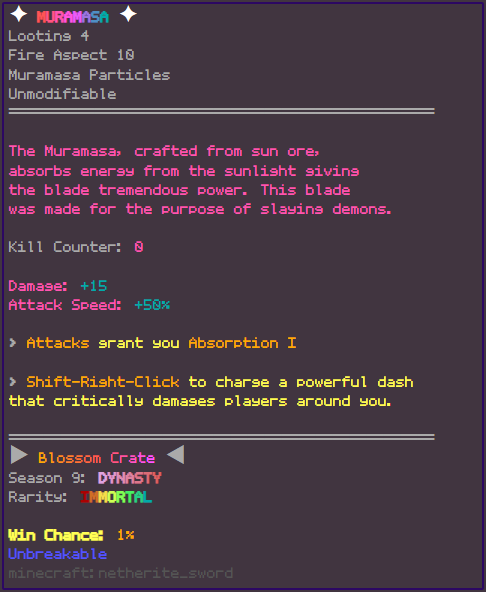 ✦ MURAMASA ✦
Looting 4
Fire Aspect 10
Muramasa Particles
Unmodifiable
The Muramasa, crafted from sun ore,
absorbs energy from the sunlight giving
the blade tremendous power. This blade
was made for the purpose of slaying demons.
Kill Counter: 0
Damage: +15
Attack Speed: +50%
> Attacks grant you Absorption I
> Shift-Right-Click to charge a powerful dash
that critically damages players around you.
▶ Blossom Crate ◀
Season 9: DYNASTY
Rarity: IMMORTAL
Win Chance: 1%
Unbreakable
minecraft:netherite_sword